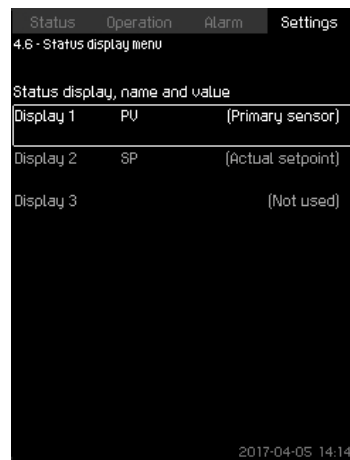 Status Operation Alarm Settings
4.6 - Status display menu
Status display, name and value
Display 1 PV (Primary sensor)
Display 2 SP (Actual setpoint)
Display 3 (Not used)
2017-04-05 14:14